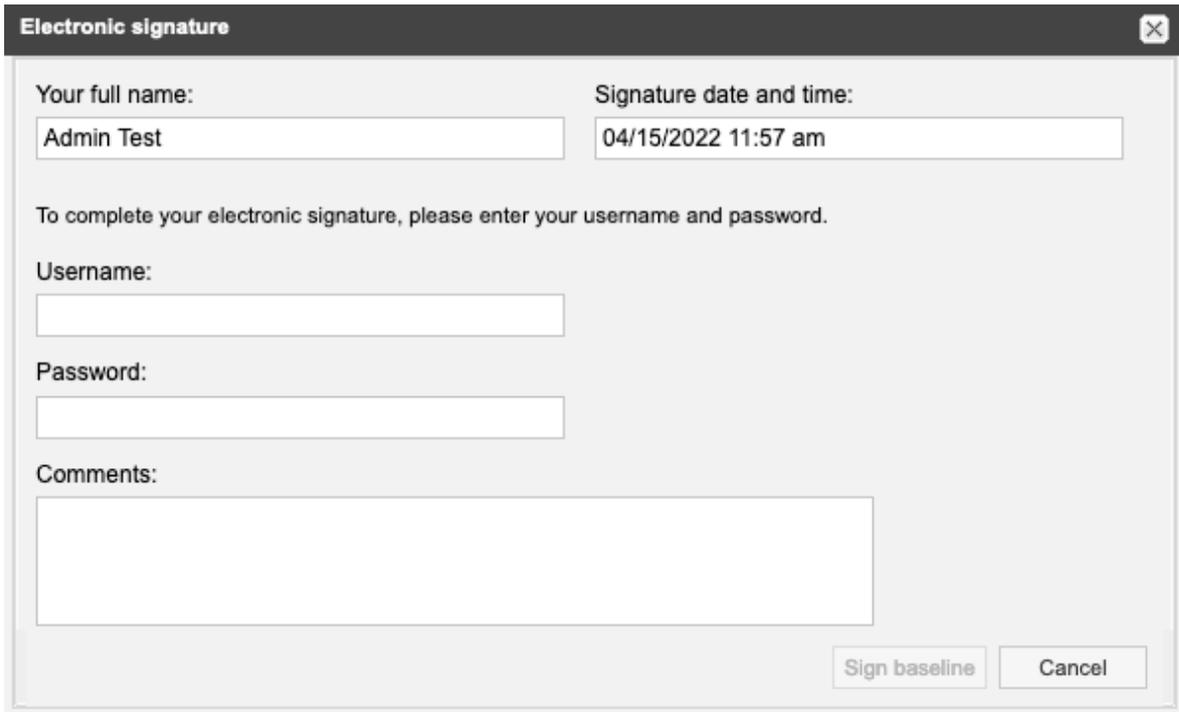 Electronic signature
Your full name:
Signature date and time:
Admin Test
04/15/2022 11:57 am
To complete your electronic signature, please enter your username and password.
Username:
Password:
Comments:
Sign baseline
Cancel